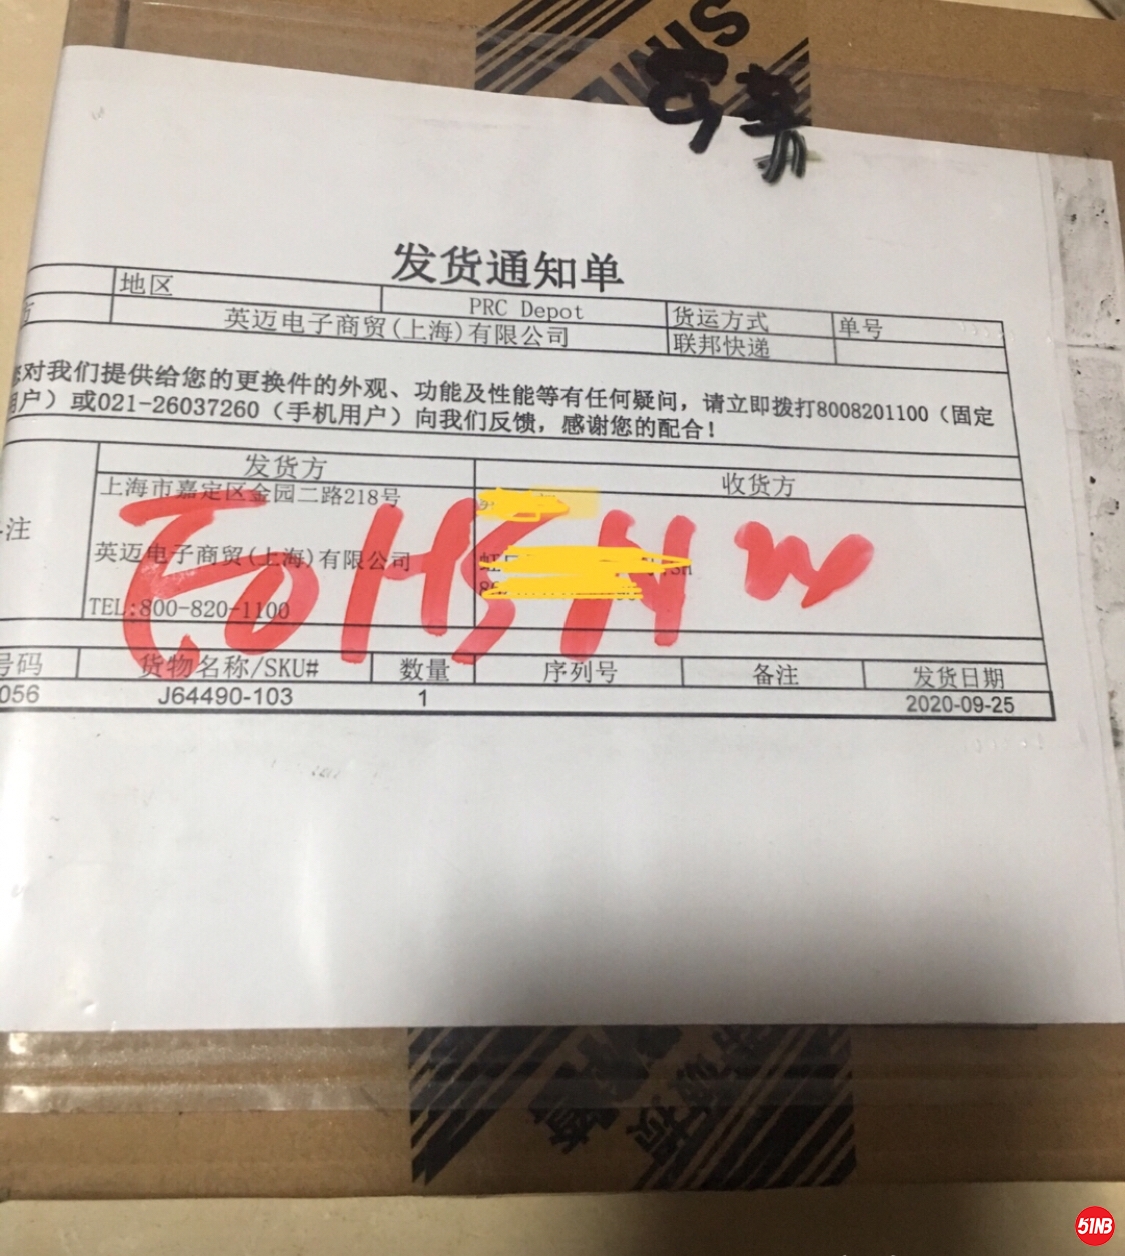 发货通知单
地区
PRC Depot
货运方式
单号
英迈电子商贸(上海)有限公司
联邦快递
对我们提供给您的更换件的外观、功能及性能等有任何疑问，请立即拨打8008201100（固定
户）或021-26037260（手机用户）向我们反馈，感谢您的配合！
发货方
收货方
上海市嘉定区金园二路218号
注
英迈电子商贸(上海)有限公司
TEL:800-820-1100
号码
货物名称/SKU#
数量
序列号
备注
发货日期
056
J64490-103
1
2020-09-25
51NB